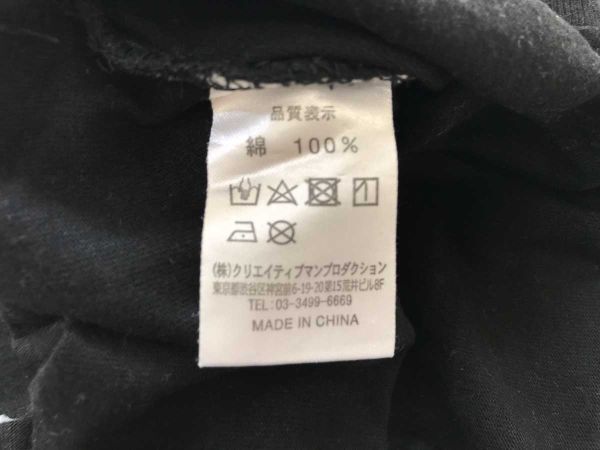 品質表示
綿 100%
(株)クリエイティブマンプロダクション
東京都渋谷区神宮前6-19-20第15荒井ビル8F
TEL: 03-3499-6669
MADE IN CHINA